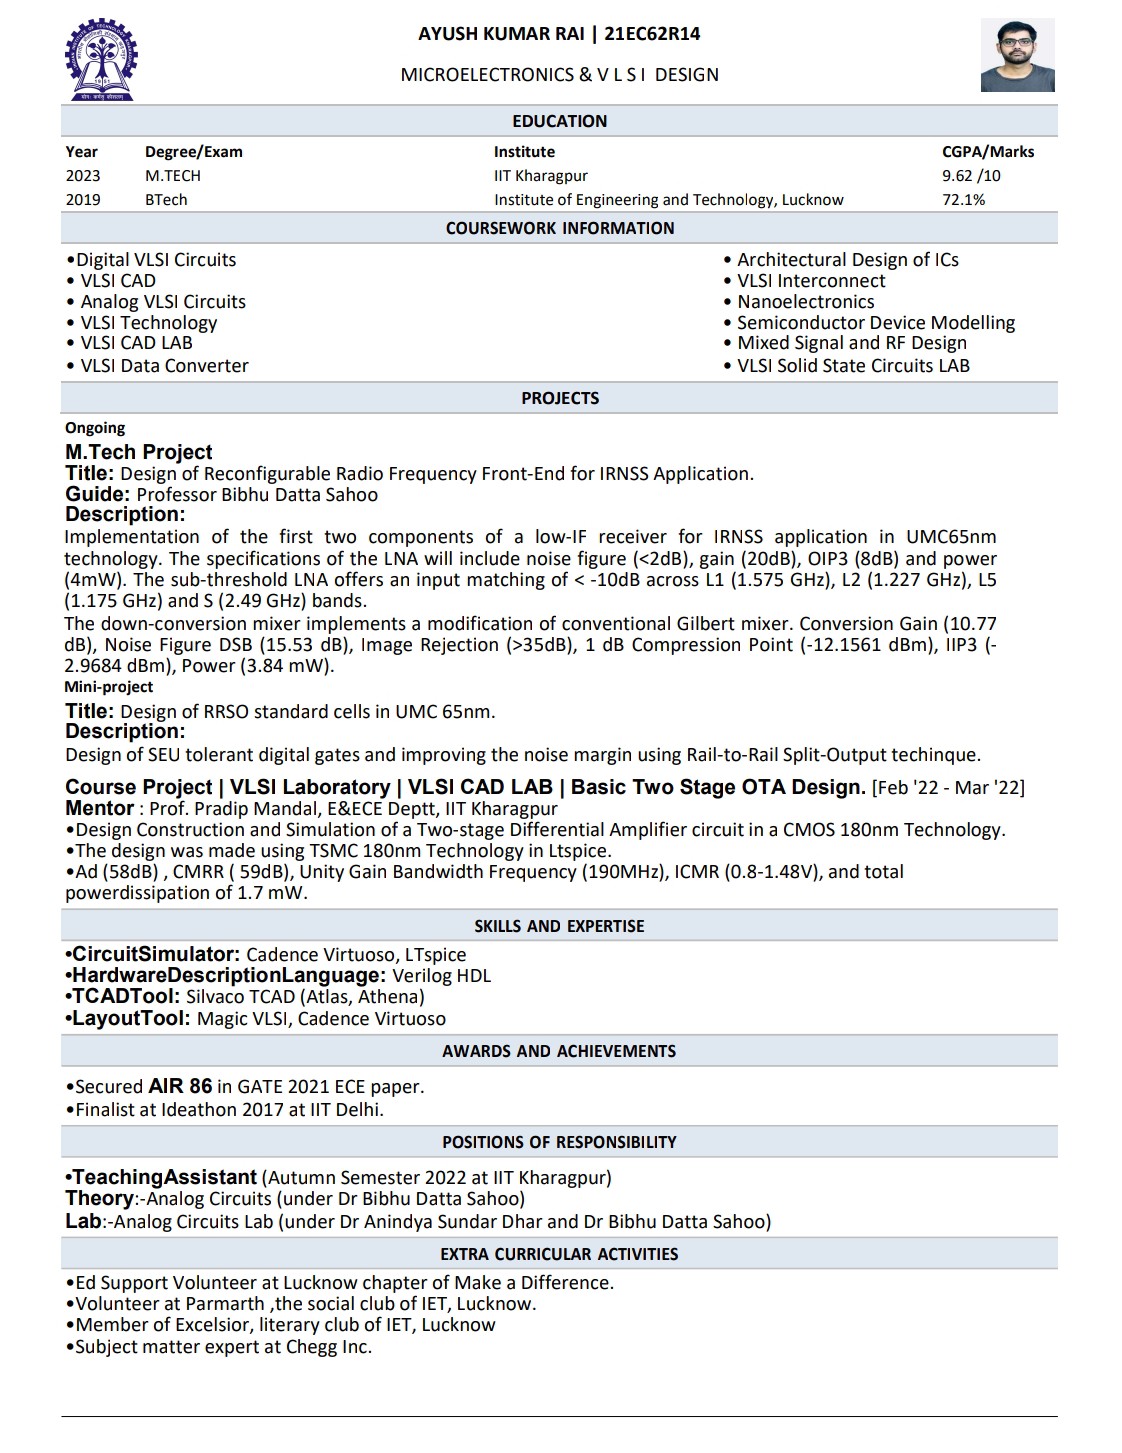 AYUSH KUMAR RAI | 21EC62R14
MICROELECTRONICS & V L S I DESIGN
EDUCATION
Year Degree/Exam Institute CGPA/Marks
2023 M.TECH IIT Kharagpur 9.62 /10
2019 BTech Institute of Engineering and Technology, Lucknow 72.1%
COURSEWORK INFORMATION
•Digital VLSI Circuits
• VLSI CAD
• Analog VLSI Circuits
• VLSI Technology
• VLSI CAD LAB
• VLSI Data Converter
• Architectural Design of ICs
• VLSI Interconnect
• Nanoelectronics
• Semiconductor Device Modelling
• Mixed Signal and RF Design
• VLSI Solid State Circuits LAB
PROJECTS
Ongoing
M.Tech Project
Title: Design of Reconfigurable Radio Frequency Front-End for IRNSS Application.
Guide: Professor Bibhu Datta Sahoo
Description:
Implementation of the first two components of a low-IF receiver for IRNSS application in UMC65nm
technology. The specifications of the LNA will include noise figure (<2dB), gain (20dB), OIP3 (8dB) and power
(4mW). The sub-threshold LNA offers an input matching of < -10dB across L1 (1.575 GHz), L2 (1.227 GHz), L5
(1.175 GHz) and S (2.49 GHz) bands.
The down-conversion mixer implements a modification of conventional Gilbert mixer. Conversion Gain (10.77
dB), Noise Figure DSB (15.53 dB), Image Rejection (>35dB), 1 dB Compression Point (-12.1561 dBm), IIP3 (-
2.9684 dBm), Power (3.84 mW).
Mini-project
Title: Design of RRSO standard cells in UMC 65nm.
Description:
Design of SEU tolerant digital gates and improving the noise margin using Rail-to-Rail Split-Output techinque.
Course Project | VLSI Laboratory | VLSI CAD LAB | Basic Two Stage OTA Design. [Feb '22 - Mar '22]
Mentor : Prof. Pradip Mandal, E&ECE Deptt, IIT Kharagpur
•Design Construction and Simulation of a Two-stage Differential Amplifier circuit in a CMOS 180nm Technology.
•The design was made using TSMC 180nm Technology in Ltspice.
•Ad (58dB) , CMRR ( 59dB), Unity Gain Bandwidth Frequency (190MHz), ICMR (0.8-1.48V), and total
powerdissipation of 1.7 mW.
SKILLS AND EXPERTISE
•CircuitSimulator: Cadence Virtuoso, LTspice
•HardwareDescriptionLanguage: Verilog HDL
•TCADTool: Silvaco TCAD (Atlas, Athena)
•LayoutTool: Magic VLSI, Cadence Virtuoso
AWARDS AND ACHIEVEMENTS
•Secured AIR 86 in GATE 2021 ECE paper.
•Finalist at Ideathon 2017 at IIT Delhi.
POSITIONS OF RESPONSIBILITY
•TeachingAssistant (Autumn Semester 2022 at IIT Kharagpur)
Theory:-Analog Circuits (under Dr Bibhu Datta Sahoo)
Lab:-Analog Circuits Lab (under Dr Anindya Sundar Dhar and Dr Bibhu Datta Sahoo)
EXTRA CURRICULAR ACTIVITIES
•Ed Support Volunteer at Lucknow chapter of Make a Difference.
•Volunteer at Parmarth ,the social club of IET, Lucknow.
•Member of Excelsior, literary club of IET, Lucknow
•Subject matter expert at Chegg Inc.